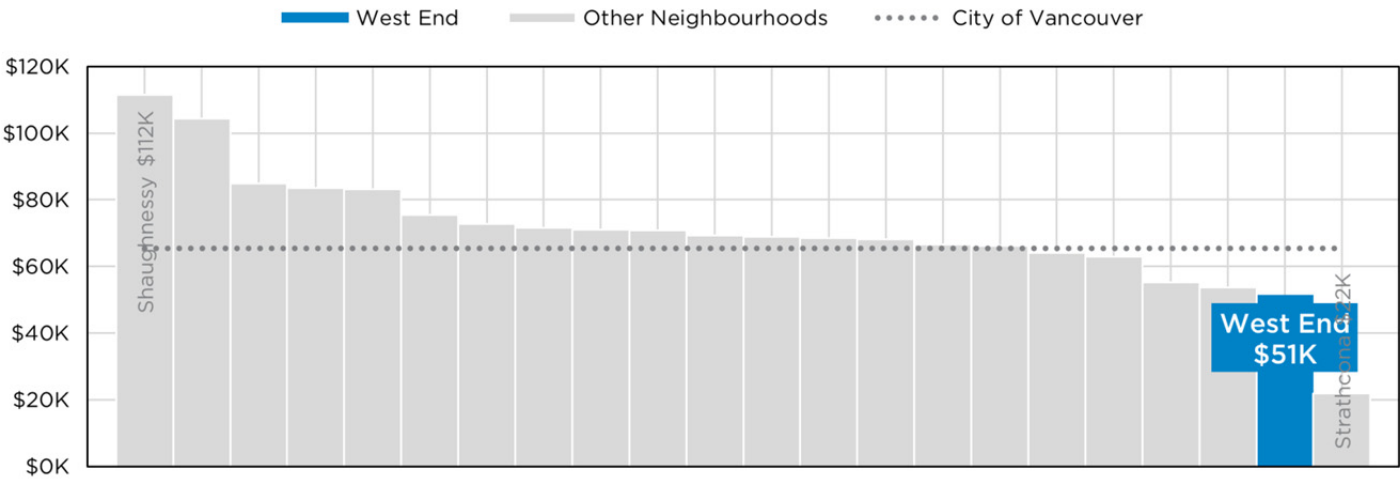 West End
Other Neighbourhoods
City of Vancouver
$120K
$100K
$80K
$60K
$40K
$20K
$0K
Shaughnessy $112K
West End
$51K
Strathcona $22K